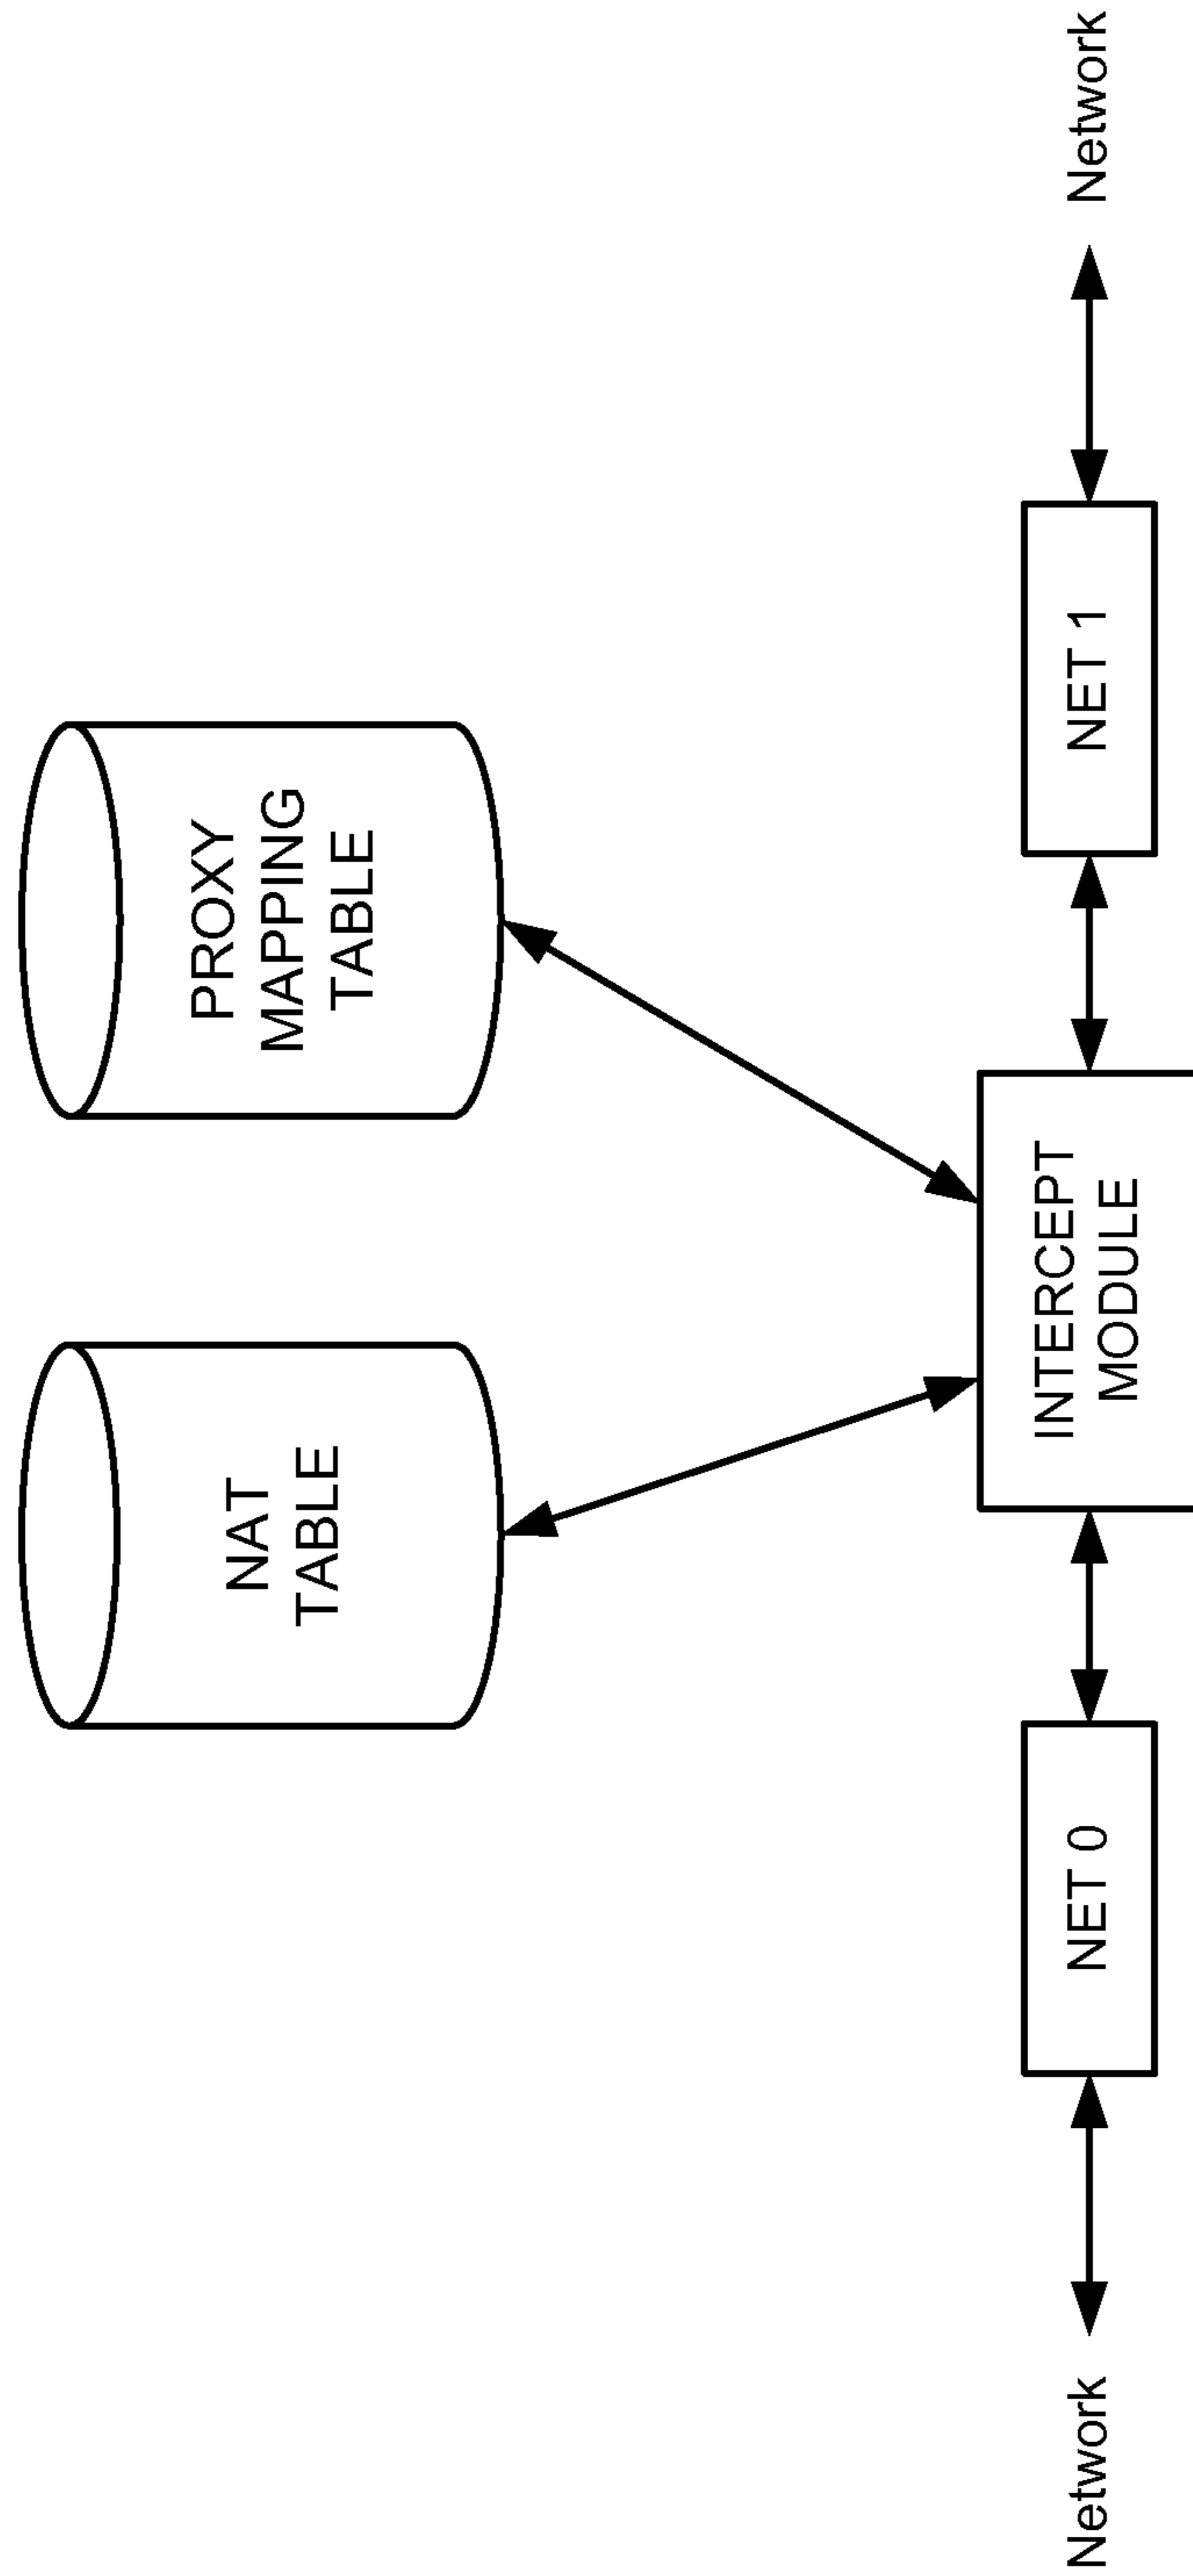 NAT
TABLE
PROXY
MAPPING
TABLE
Network
NET 0
INTERCEPT
MODULE
NET 1
Network